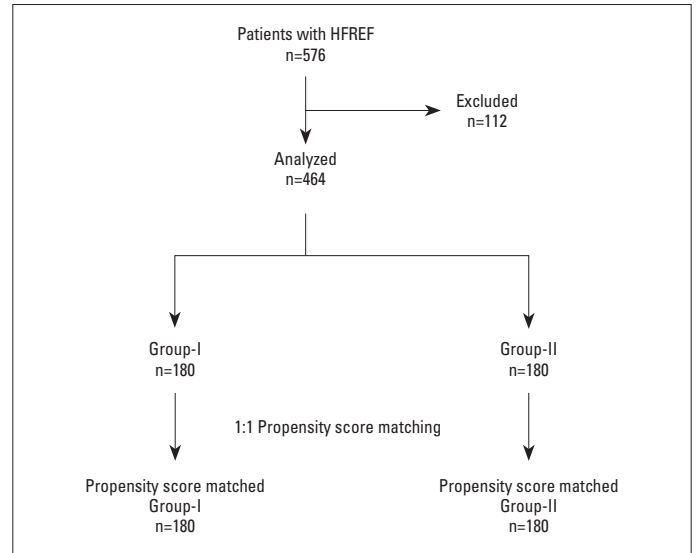 Patients with HFREF
n=576
Excluded
n=112
Analyzed
n=464
Group-I
n=180
Group-II
n=180
1:1 Propensity score matching
Propensity score matched
Group-I
n=180
Propensity score matched
Group-II
n=180